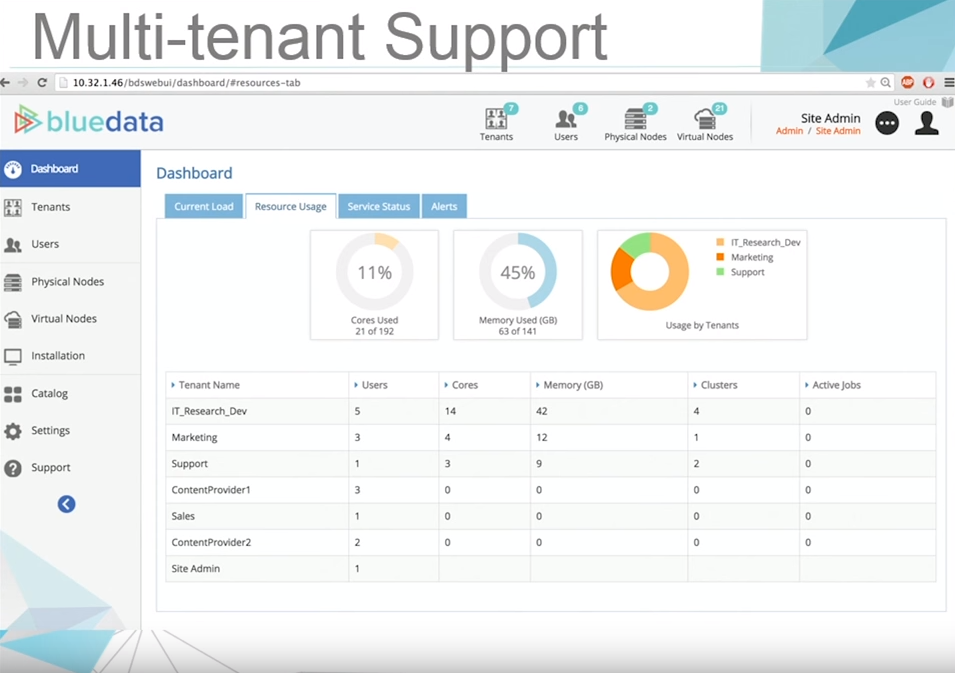 Multi-tenant Support
10.32.1.46/bdswebui/dashboard/#resources-tab
ABP
User Guide
bluedata
7 6 2 21
Tenants Users Physical Nodes Virtual Nodes
Site Admin
Admin / Site Admin
Dashboard
Tenants
Users
Physical Nodes
Virtual Nodes
Installation
Catalog
Settings
Support
Dashboard
Current Load Resource Usage Service Status Alerts
11%
Cores Used
21 of 192
45%
Memory Used (GB)
63 of 141
IT_Research_Dev
Marketing
Support
Usage by Tenants
Tenant Name Users Cores Memory (GB) Clusters Active Jobs
IT_Research_Dev 5 14 42 4 0
Marketing 3 4 12 1 0
Support 1 3 9 2 0
ContentProvider1 3 0 0 0 0
Sales 1 0 0 0 0
ContentProvider2 2 0 0 0 0
Site Admin 1